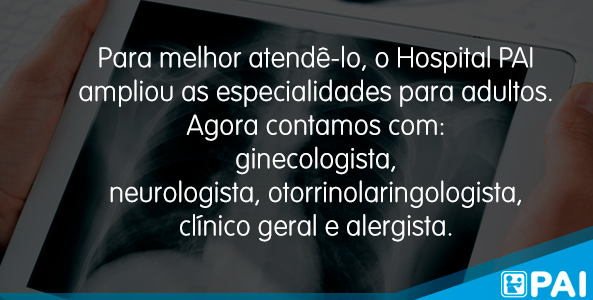 Para melhor atendê-lo, o Hospital PAI
ampliou as especialidades para adultos.
Agora contamos com:
ginecologista,
neurologista, otorrinolaringologista,
clínico geral e alergista.
PAI